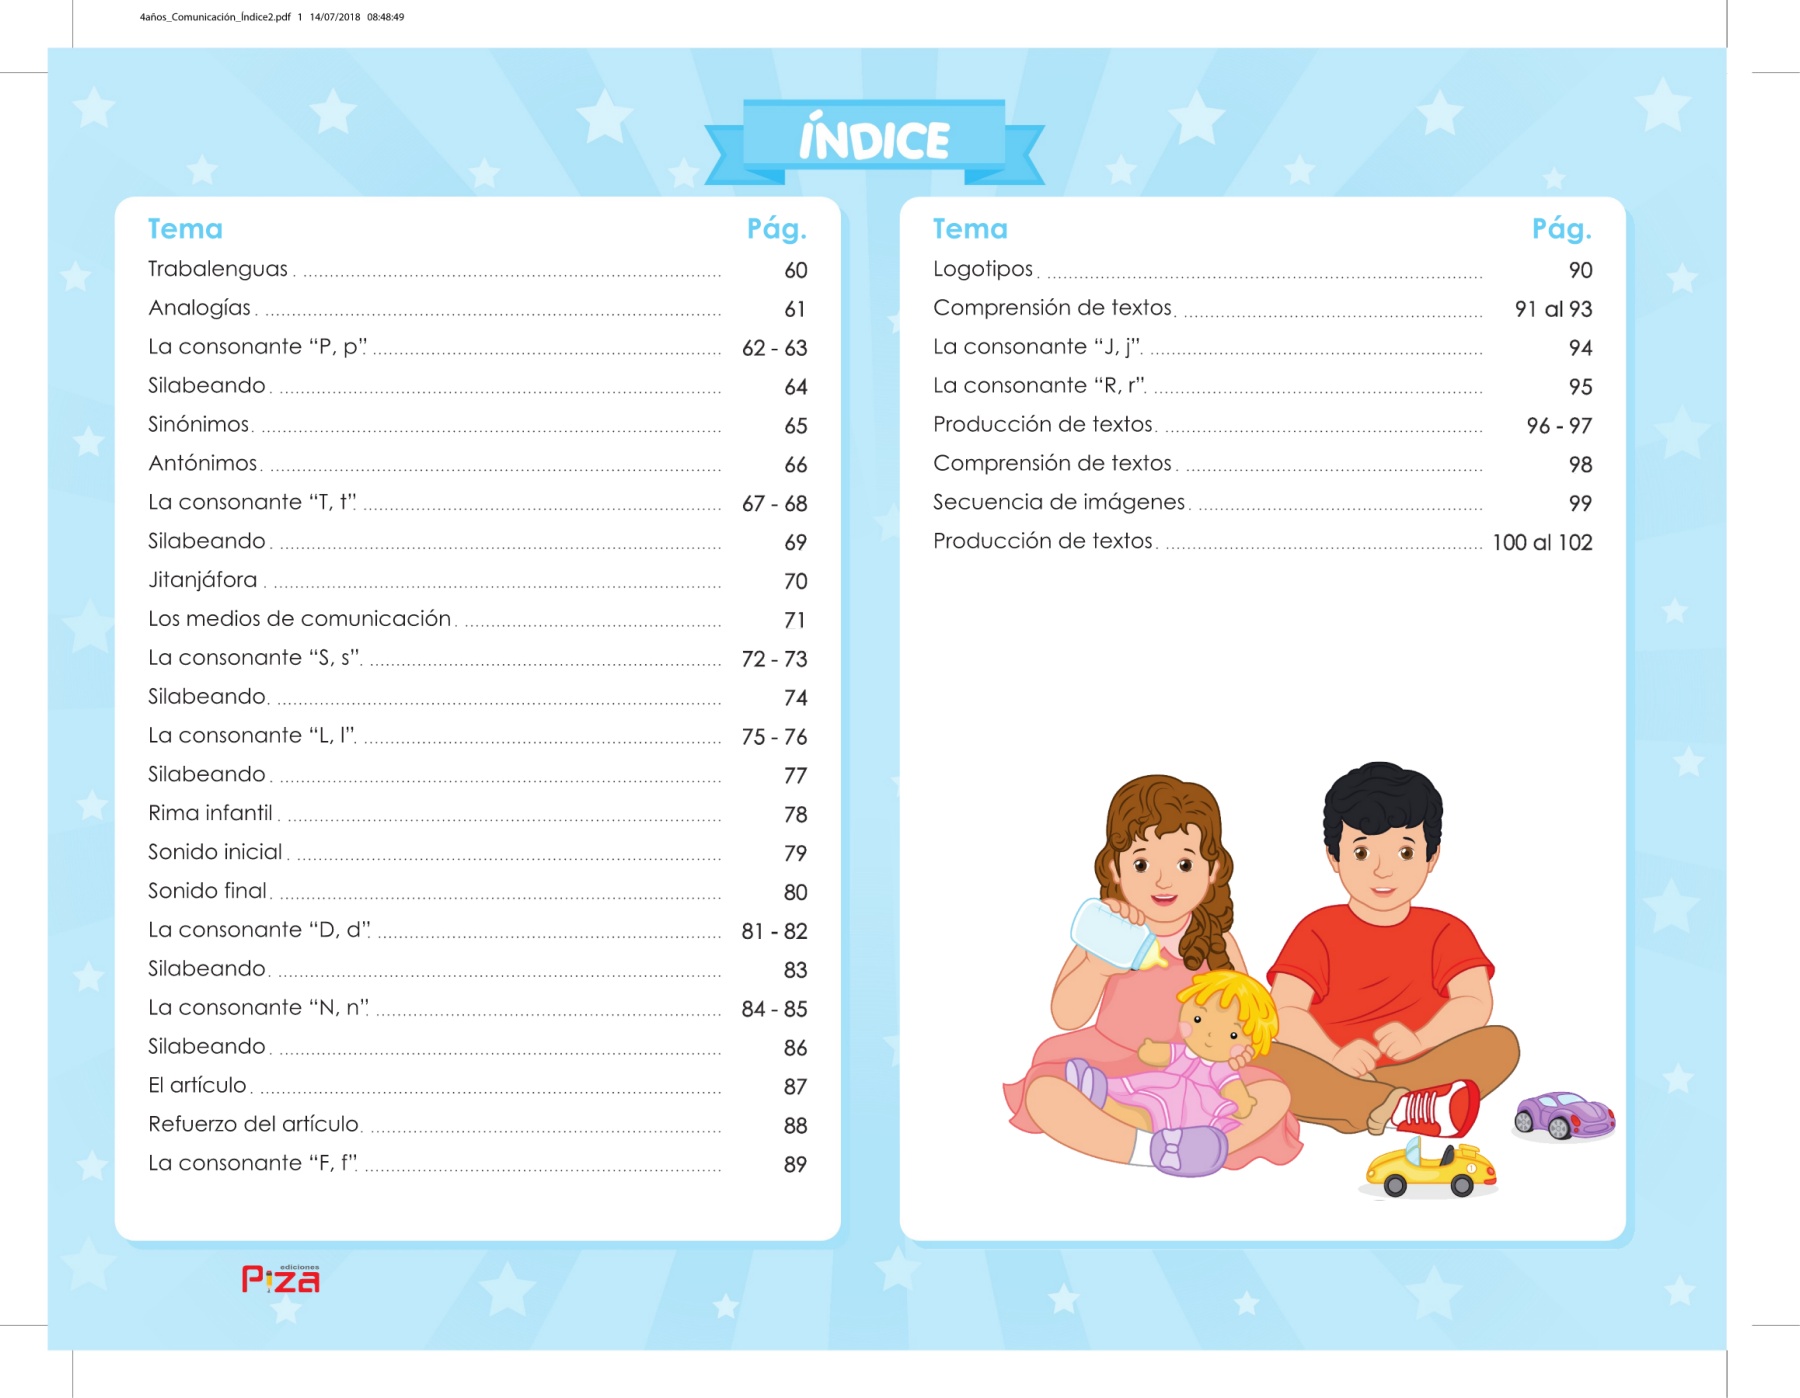 4años_Comunicación_Índice2.pdf 1 14/07/2018 08:48:49
ÍNDICE
Tema Pág.
Trabalenguas . 60
Analogías . 61
La consonante “P, p”. 62 - 63
Silabeando . 64
Sinónimos . 65
Antónimos . 66
La consonante “T, t”. 67 - 68
Silabeando . 69
Jitanjáfora . 70
Los medios de comunicación . 71
La consonante “S, s”. 72 - 73
Silabeando . 74
La consonante “L, l”. 75 - 76
Silabeando . 77
Rima infantil . 78
Sonido inicial . 79
Sonido final . 80
La consonante “D, d”. 81 - 82
Silabeando . 83
La consonante “N, n”. 84 - 85
Silabeando . 86
El artículo . 87
Refuerzo del artículo . 88
La consonante “F, f”. 89
Tema Pág.
Logotipos . 90
Comprensión de textos . 91 al 93
La consonante “J, j”. 94
La consonante “R, r”. 95
Producción de textos . 96 - 97
Comprensión de textos . 98
Secuencia de imágenes . 99
Producción de textos . 100 al 102
1
ediciones
Piza